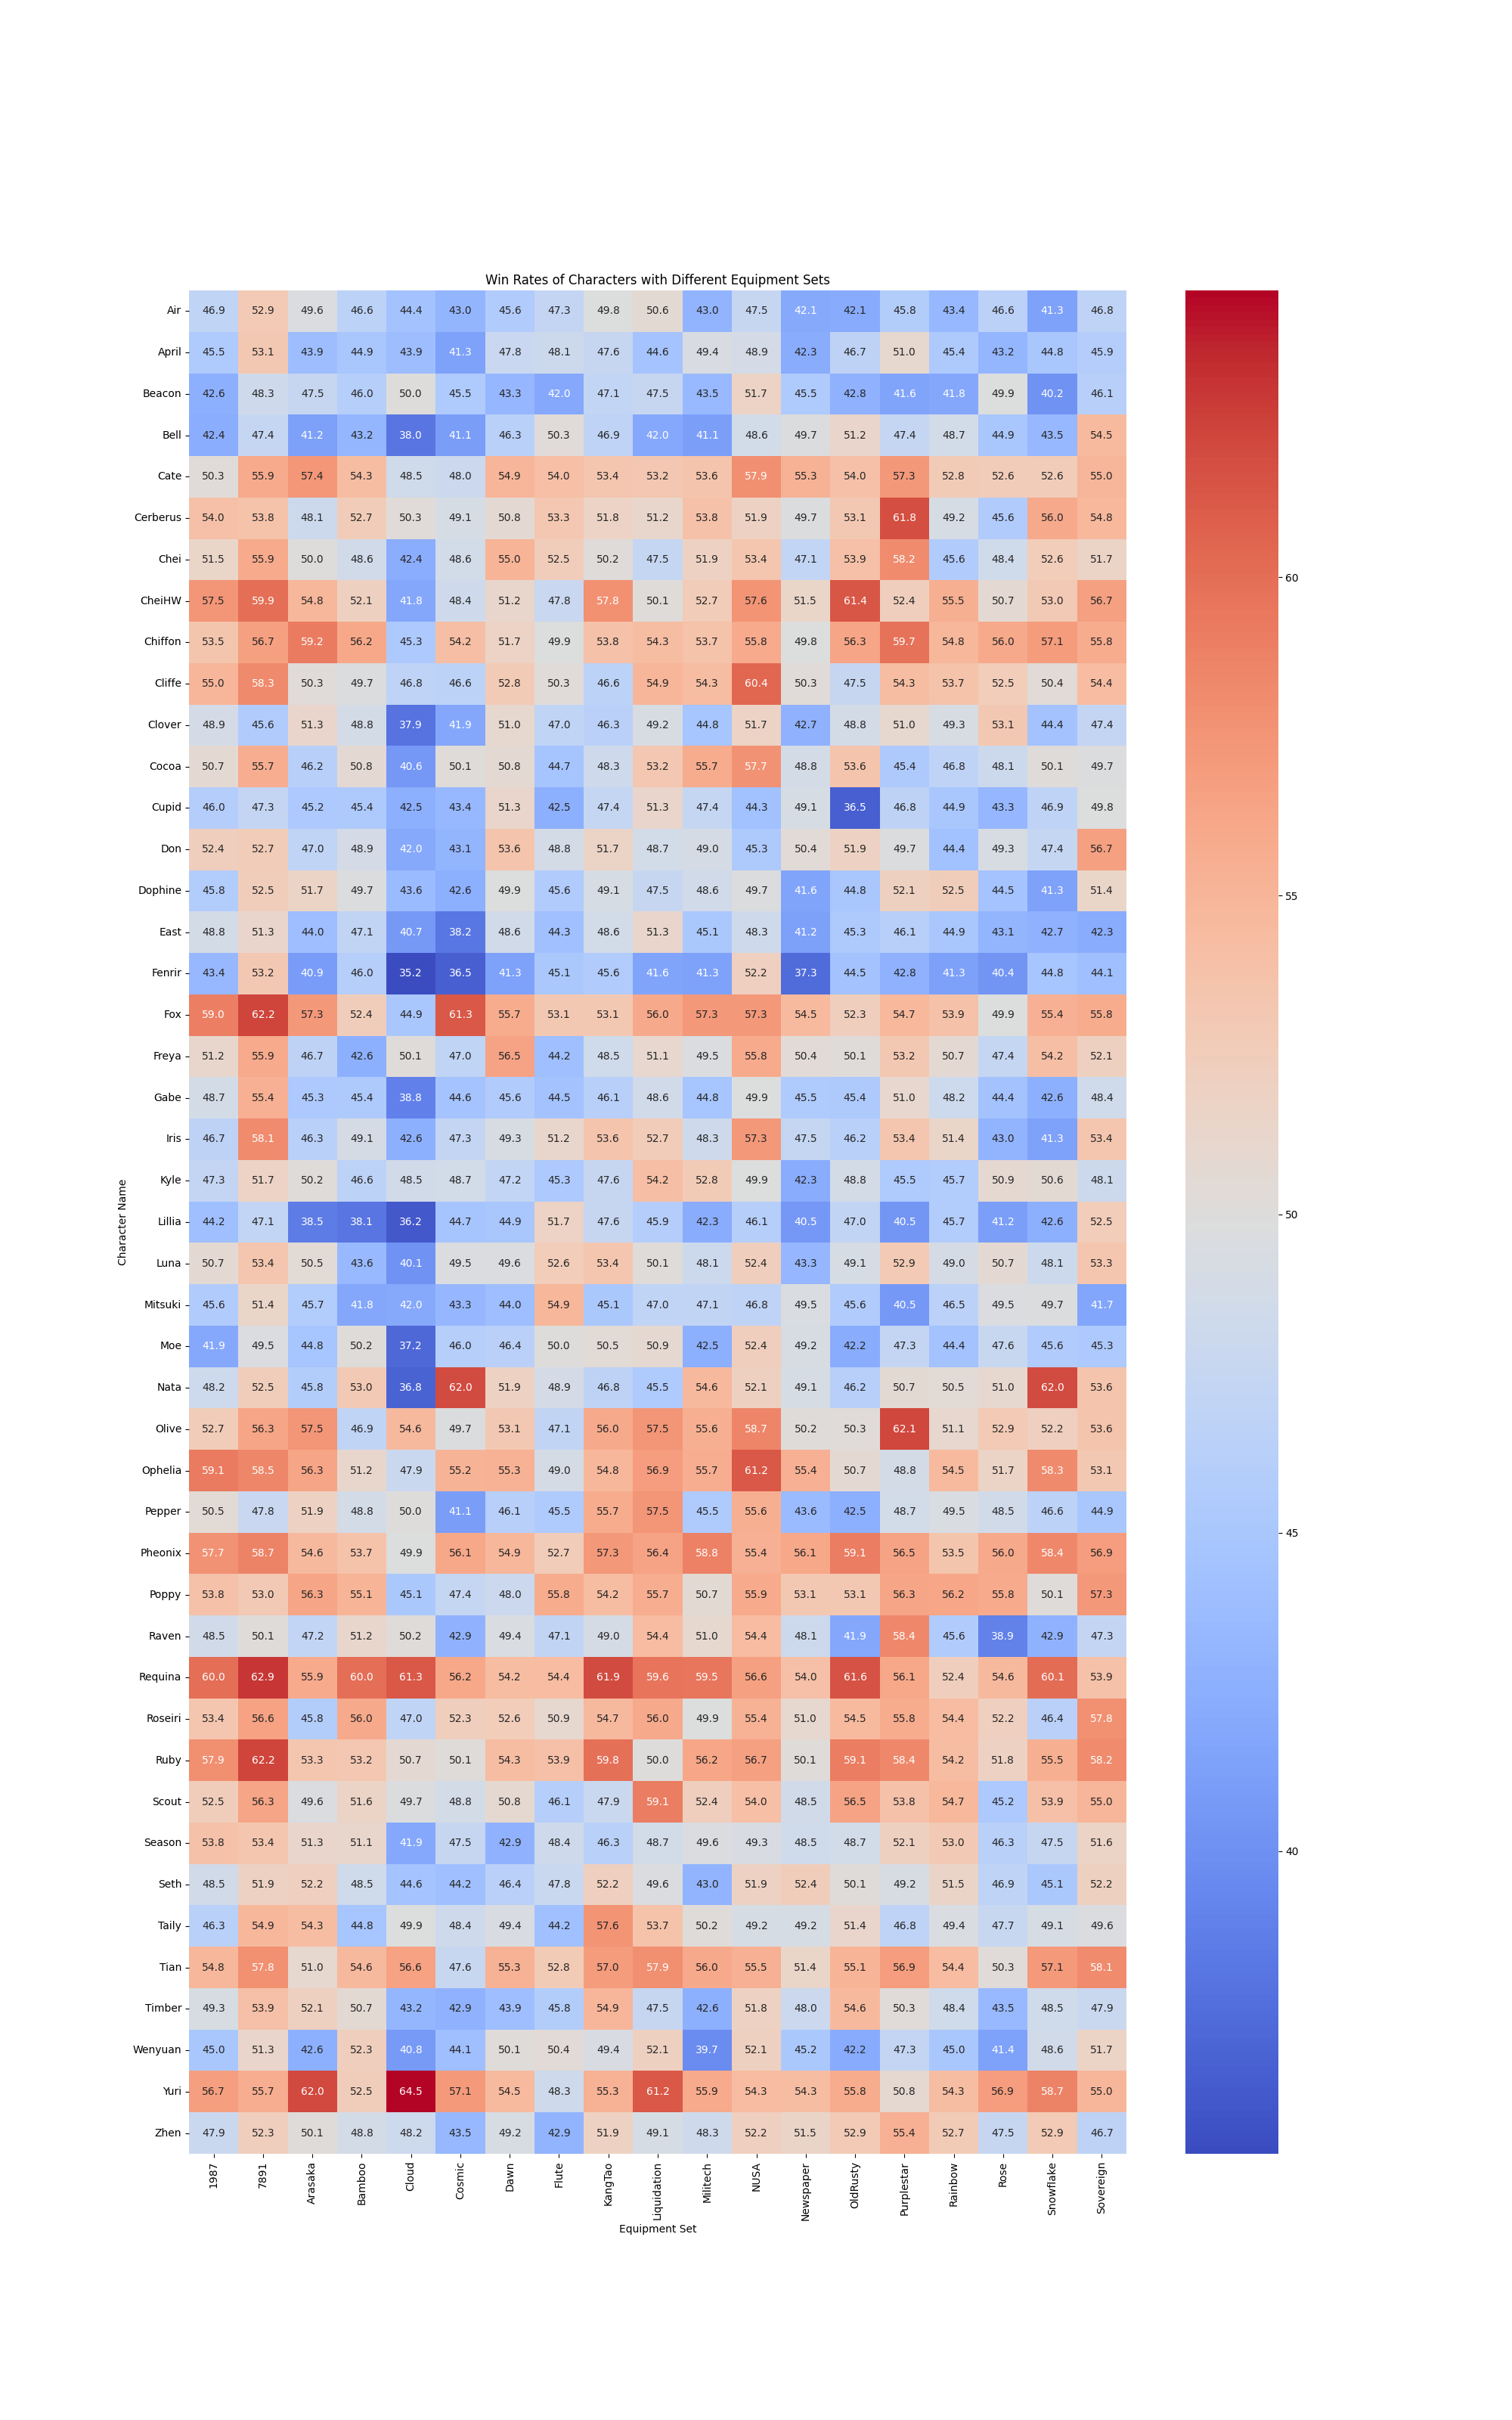 Win Rates of Characters with Different Equipment Sets
Air 46.9 52.9 49.6 46.6 44.4 43.0 45.6 47.3 49.8 50.6 43.0 47.5 42.1 42.1 45.8 43.4 46.6 41.3 46.8
April 45.5 53.1 43.9 44.9 43.9 41.3 47.8 48.1 47.6 44.6 49.4 48.9 42.3 46.7 51.0 45.4 43.2 44.8 45.9
Beacon 42.6 48.3 47.5 46.0 50.0 45.5 43.3 42.0 47.1 47.5 43.5 51.7 45.5 42.8 41.6 41.8 49.9 40.2 46.1
Bell 42.4 47.4 41.2 43.2 38.0 41.1 46.3 50.3 46.9 42.0 41.1 48.6 49.7 51.2 47.4 48.7 44.9 43.5 54.5
Cate 50.3 55.9 57.4 54.3 48.5 48.0 54.9 54.0 53.4 53.2 53.6 57.9 55.3 54.0 57.3 52.8 52.6 52.6 55.0
Cerberus 54.0 53.8 48.1 52.7 50.3 49.1 50.8 53.3 51.8 51.2 53.8 51.9 49.7 53.1 61.8 49.2 45.6 56.0 54.8
60
Chei 51.5 55.9 50.0 48.6 42.4 48.6 55.0 52.5 50.2 47.5 51.9 53.4 47.1 53.9 58.2 45.6 48.4 52.6 51.7
CheiHW 57.5 59.9 54.8 52.1 41.8 48.4 51.2 47.8 57.8 50.1 52.7 57.6 51.5 61.4 52.4 55.5 50.7 53.0 56.7
Chiffon 53.5 56.7 59.2 56.2 45.3 54.2 51.7 49.9 53.8 54.3 53.7 55.8 49.8 56.3 59.7 54.8 56.0 57.1 55.8
Cliffe 55.0 58.3 50.3 49.7 46.8 46.6 52.8 50.3 46.6 54.9 54.3 60.4 50.3 47.5 54.3 53.7 52.5 50.4 54.4
Clover 48.9 45.6 51.3 48.8 37.9 41.9 51.0 47.0 46.3 49.2 44.8 51.7 42.7 48.8 51.0 49.3 53.1 44.4 47.4
Cocoa 50.7 55.7 46.2 50.8 40.6 50.1 50.8 44.7 48.3 53.2 55.7 57.7 48.8 53.6 45.4 46.8 48.1 50.1 49.7
Cupid 46.0 47.3 45.2 45.4 42.5 43.4 51.3 42.5 47.4 51.3 47.4 44.3 49.1 36.5 46.8 44.9 43.3 46.9 49.8
Don 52.4 52.7 47.0 48.9 42.0 43.1 53.6 48.8 51.7 48.7 49.0 45.3 50.4 51.9 49.7 44.4 49.3 47.4 56.7
55
Dophine 45.8 52.5 51.7 49.7 43.6 42.6 49.9 45.6 49.1 47.5 48.6 49.7 41.6 44.8 52.1 52.5 44.5 41.3 51.4
East 48.8 51.3 44.0 47.1 40.7 38.2 48.6 44.3 48.6 51.3 45.1 48.3 41.2 45.3 46.1 44.9 43.1 42.7 42.3
Fenrir 43.4 53.2 40.9 46.0 35.2 36.5 41.3 45.1 45.6 41.6 41.3 52.2 37.3 44.5 42.8 41.3 40.4 44.8 44.1
Fox 59.0 62.2 57.3 52.4 44.9 61.3 55.7 53.1 53.1 56.0 57.3 57.3 54.5 52.3 54.7 53.9 49.9 55.4 55.8
Freya 51.2 55.9 46.7 42.6 50.1 47.0 56.5 44.2 48.5 51.1 49.5 55.8 50.4 50.1 53.2 50.7 47.4 54.2 52.1
Gabe 48.7 55.4 45.3 45.4 38.8 44.6 45.6 44.5 46.1 48.6 44.8 49.9 45.5 45.4 51.0 48.2 44.4 42.6 48.4
Iris 46.7 58.1 46.3 49.1 42.6 47.3 49.3 51.2 53.6 52.7 48.3 57.3 47.5 46.2 53.4 51.4 43.0 41.3 53.4
Kyle 47.3 51.7 50.2 46.6 48.5 48.7 47.2 45.3 47.6 54.2 52.8 49.9 42.3 48.8 45.5 45.7 50.9 50.6 48.1
50
Character Name
Lillia 44.2 47.1 38.5 38.1 36.2 44.7 44.9 51.7 47.6 45.9 42.3 46.1 40.5 47.0 40.5 45.7 41.2 42.6 52.5
Luna 50.7 53.4 50.5 43.6 40.1 49.5 49.6 52.6 53.4 50.1 48.1 52.4 43.3 49.1 52.9 49.0 50.7 48.1 53.3
Mitsuki 45.6 51.4 45.7 41.8 42.0 43.3 44.0 54.9 45.1 47.0 47.1 46.8 49.5 45.6 40.5 46.5 49.5 49.7 41.7
Moe 41.9 49.5 44.8 50.2 37.2 46.0 46.4 50.0 50.5 50.9 42.5 52.4 49.2 42.2 47.3 44.4 47.6 45.6 45.3
Nata 48.2 52.5 45.8 53.0 36.8 62.0 51.9 48.9 46.8 45.5 54.6 52.1 49.1 46.2 50.7 50.5 51.0 62.0 53.6
Olive 52.7 56.3 57.5 46.9 54.6 49.7 53.1 47.1 56.0 57.5 55.6 58.7 50.2 50.3 62.1 51.1 52.9 52.2 53.6
Ophelia 59.1 58.5 56.3 51.2 47.9 55.2 55.3 49.0 54.8 56.9 55.7 61.2 55.4 50.7 48.8 54.5 51.7 58.3 53.1
Pepper 50.5 47.8 51.9 48.8 50.0 41.1 46.1 45.5 55.7 57.5 45.5 55.6 43.6 42.5 48.7 49.5 48.5 46.6 44.9
45
Pheonix 57.7 58.7 54.6 53.7 49.9 56.1 54.9 52.7 57.3 56.4 58.8 55.4 56.1 59.1 56.5 53.5 56.0 58.4 56.9
Poppy 53.8 53.0 56.3 55.1 45.1 47.4 48.0 55.8 54.2 55.7 50.7 55.9 53.1 53.1 56.3 56.2 55.8 50.1 57.3
Raven 48.5 50.1 47.2 51.2 50.2 42.9 49.4 47.1 49.0 54.4 51.0 54.4 48.1 41.9 58.4 45.6 38.9 42.9 47.3
Requina 60.0 62.9 55.9 60.0 61.3 56.2 54.2 54.4 61.9 59.6 59.5 56.6 54.0 61.6 56.1 52.4 54.6 60.1 53.9
Roseiri 53.4 56.6 45.8 56.0 47.0 52.3 52.6 50.9 54.7 56.0 49.9 55.4 51.0 54.5 55.8 54.4 52.2 46.4 57.8
Ruby 57.9 62.2 53.3 53.2 50.7 50.1 54.3 53.9 59.8 50.0 56.2 56.7 50.1 59.1 58.4 54.2 51.8 55.5 58.2
Scout 52.5 56.3 49.6 51.6 49.7 48.8 50.8 46.1 47.9 59.1 52.4 54.0 48.5 56.5 53.8 54.7 45.2 53.9 55.0
Season 53.8 53.4 51.3 51.1 41.9 47.5 42.9 48.4 46.3 48.7 49.6 49.3 48.5 48.7 52.1 53.0 46.3 47.5 51.6
40
Seth 48.5 51.9 52.2 48.5 44.6 44.2 46.4 47.8 52.2 49.6 43.0 51.9 52.4 50.1 49.2 51.5 46.9 45.1 52.2
Taily 46.3 54.9 54.3 44.8 49.9 48.4 49.4 44.2 57.6 53.7 50.2 49.2 49.2 51.4 46.8 49.4 47.7 49.1 49.6
Tian 54.8 57.8 51.0 54.6 56.6 47.6 55.3 52.8 57.0 57.9 56.0 55.5 51.4 55.1 56.9 54.4 50.3 57.1 58.1
Timber 49.3 53.9 52.1 50.7 43.2 42.9 43.9 45.8 54.9 47.5 42.6 51.8 48.0 54.6 50.3 48.4 43.5 48.5 47.9
Wenyuan 45.0 51.3 42.6 52.3 40.8 44.1 50.1 50.4 49.4 52.1 39.7 52.1 45.2 42.2 47.3 45.0 41.4 48.6 51.7
Yuri 56.7 55.7 62.0 52.5 64.5 57.1 54.5 48.3 55.3 61.2 55.9 54.3 54.3 55.8 50.8 54.3 56.9 58.7 55.0
Zhen 47.9 52.3 50.1 48.8 48.2 43.5 49.2 42.9 51.9 49.1 48.3 52.2 51.5 52.9 55.4 52.7 47.5 52.9 46.7
1987 7891 Arasaka Bamboo Cloud Cosmic Dawn Flute KangTao Liquidation Militech NUSA Newspaper OldRusty Purplestar Rainbow Rose Snowflake Sovereign
Equipment Set